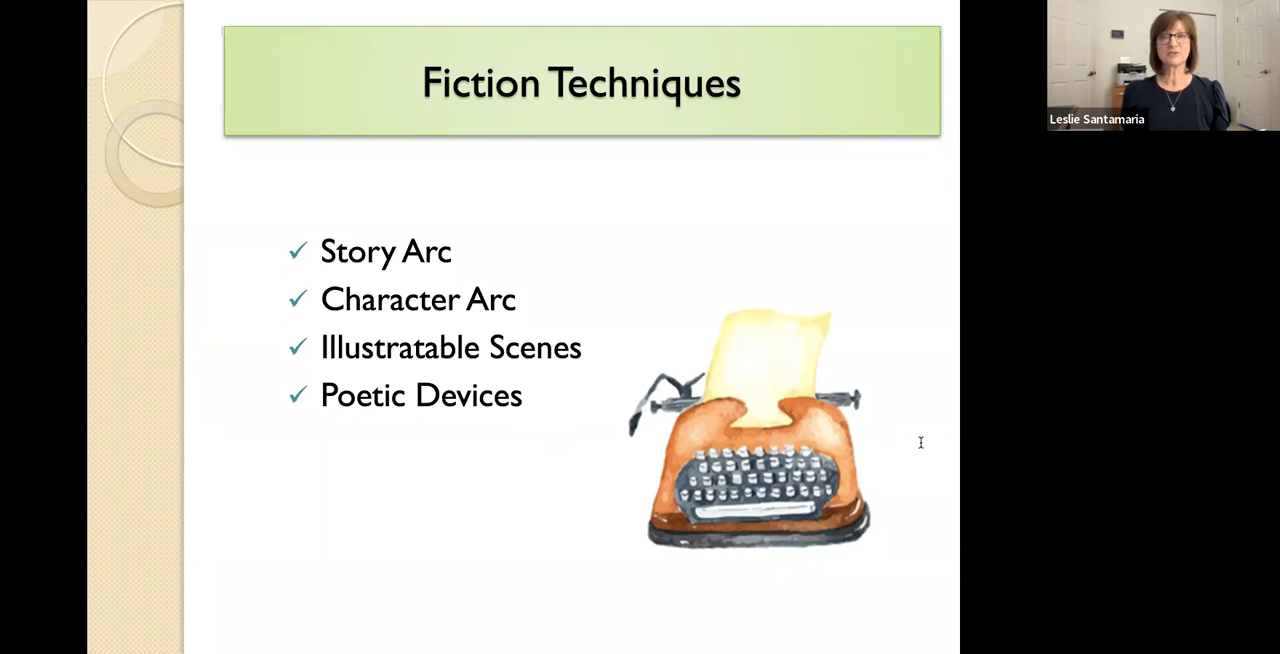 Fiction Techniques
Leslie Santamaria
Story Arc
Character Arc
Illustratable Scenes
Poetic Devices